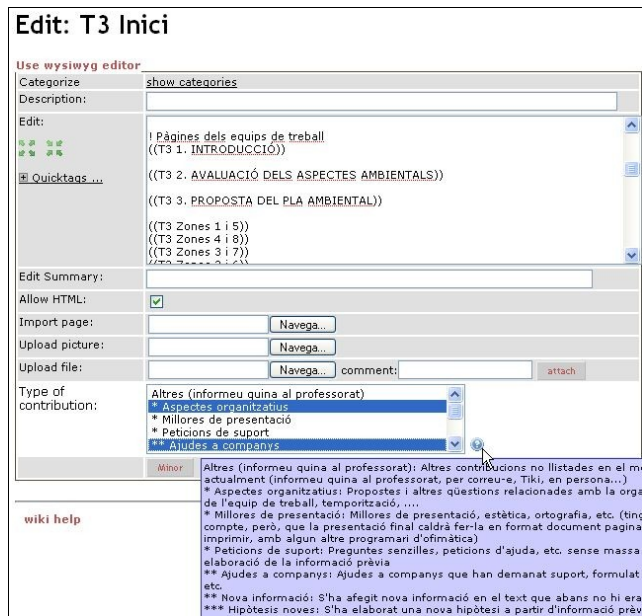 Edit: T3 Inici
Use wysiwyg editor
Categorize show categories
Description:
Edit:
! Pàgines dels equips de treball
((T3 1. INTRODUCCIÓ))
((T3 2. AVALUACIÓ DELS ASPECTES AMBIENTALS))
((T3 3. PROPOSTA DEL PLA AMBIENTAL))
((T3 Zones 1 i 5))
((T3 Zones 4 i 8))
((T3 Zones 3 i 7))
Quicktags ...
Edit Summary:
Allow HTML:
Import page: Navega...
Upload picture: Navega...
Upload file: Navega... comment: attach
Type of contribution:
Altres (informeu quina al professorat)
* Aspectes organitzatius
* Millores de presentació
* Peticions de suport
** Ajudes a companys
Minor
wiki help
Altres (informeu quina al professorat): Altres contribucions no llistades en el
actualment (informeu quina al professorat, per correu-e, Tiki, en persona...)
* Aspectes organitzatius: Propostes i altres qüestions relacionades amb la
de l'equip de treball, temporització, ....
* Millores de presentació: Millores de presentació, estètica, ortografia, etc.
compte, però, que la presentació final caldrà fer-la en format document
imprimir, amb algun altre programari d'ofimàtica)
* Peticions de suport: Preguntes senzilles, peticions d'ajuda, etc. sense massa
elaboració de la informació prèvia
** Ajudes a companys: Ajudes a companys que han demanat suport, formulat
etc.
** Nova informació: S'ha afegit nova informació en el text que abans no hi era
*** Hipòtesis noves: S'ha elaborat una nova hipòtesi a partir d'informació